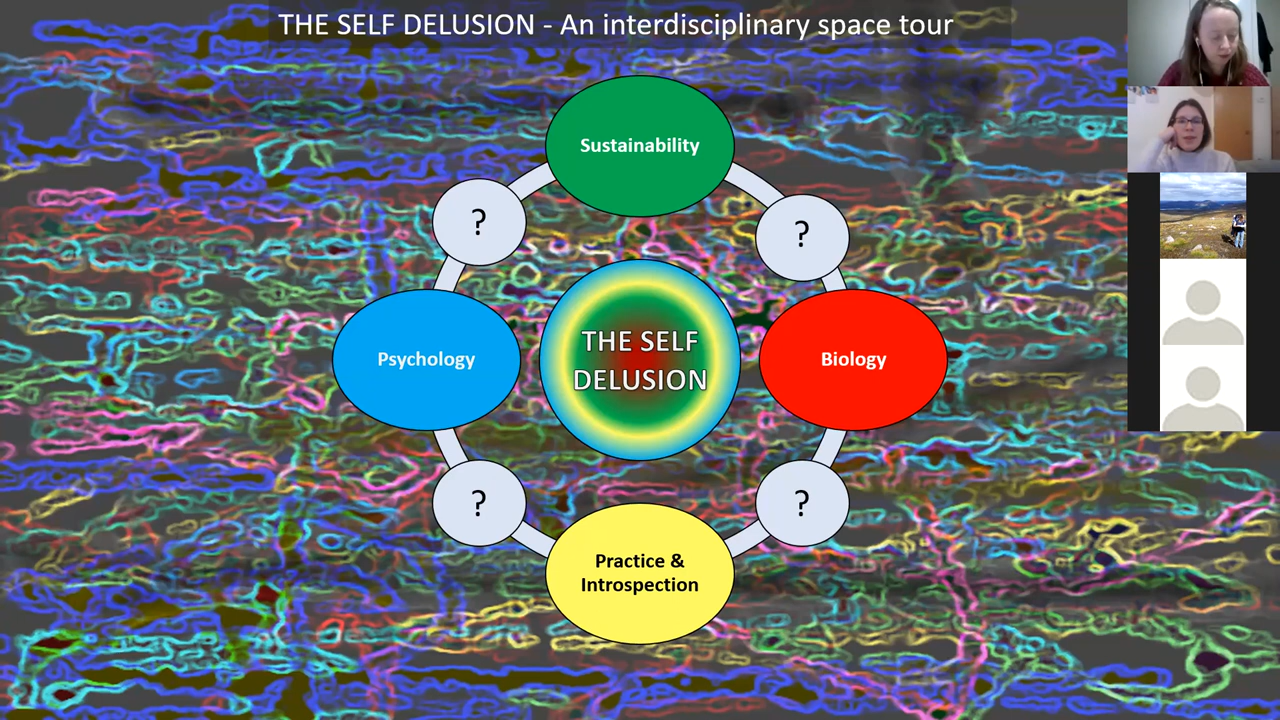 THE SELF DELUSION - An interdisciplinary space tour
Sustainability
?
?
Psychology
THE SELF
DELUSION
Biology
?
?
Practice &
Introspection